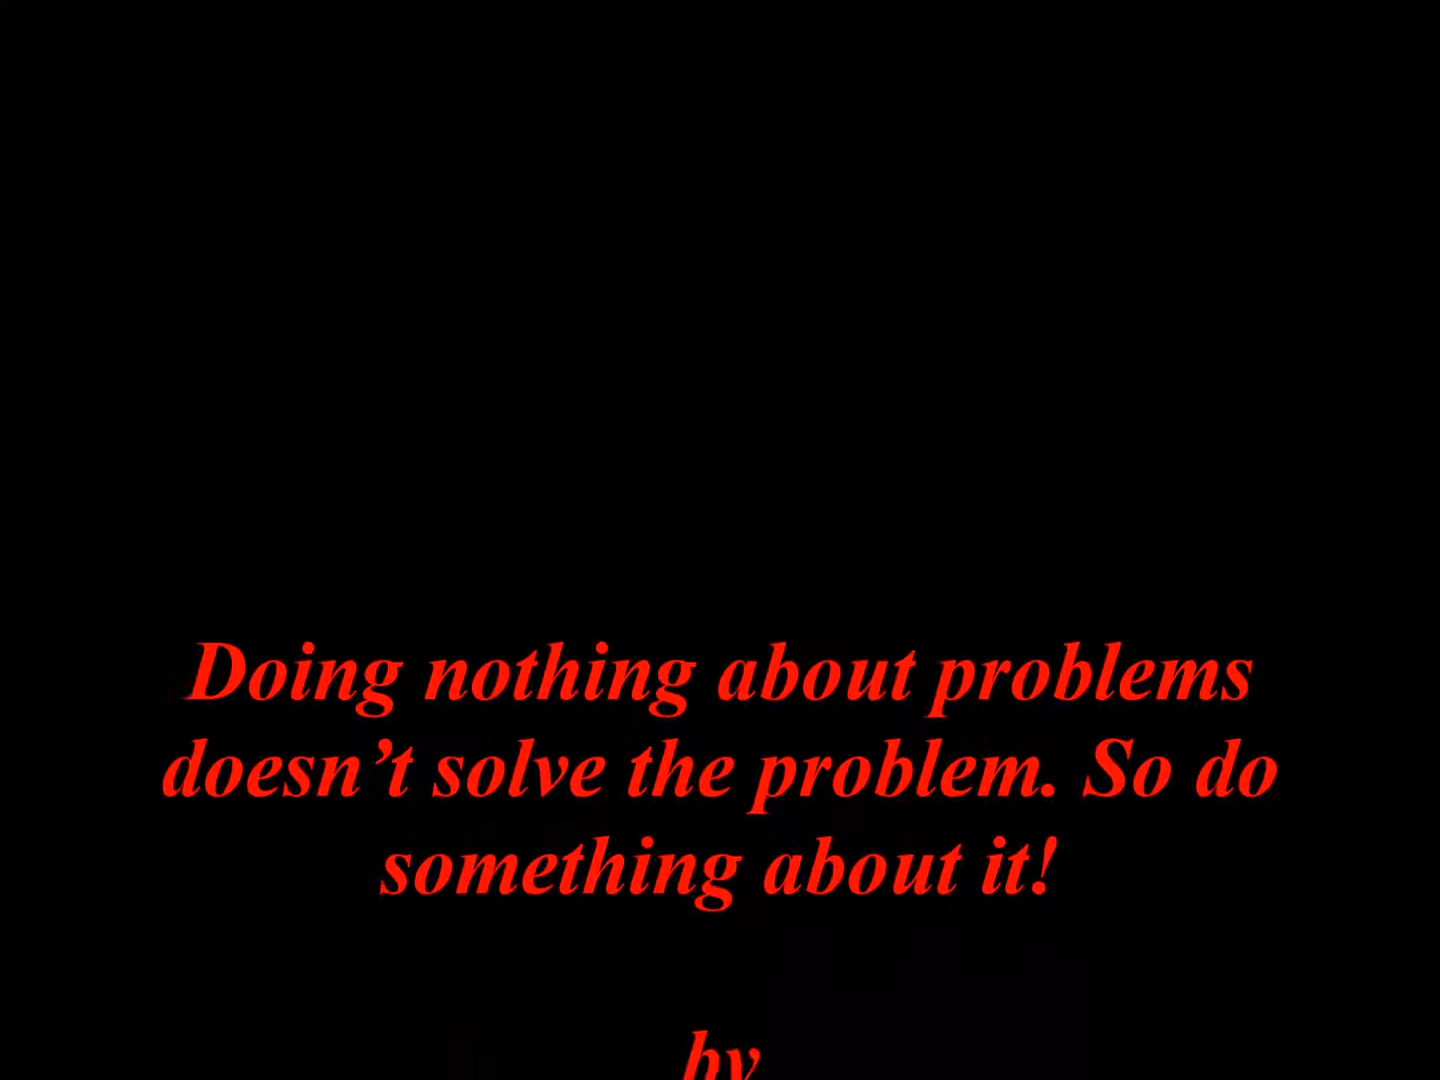 Doing nothing about problems
doesn’t solve the problem. So do
something about it!
by